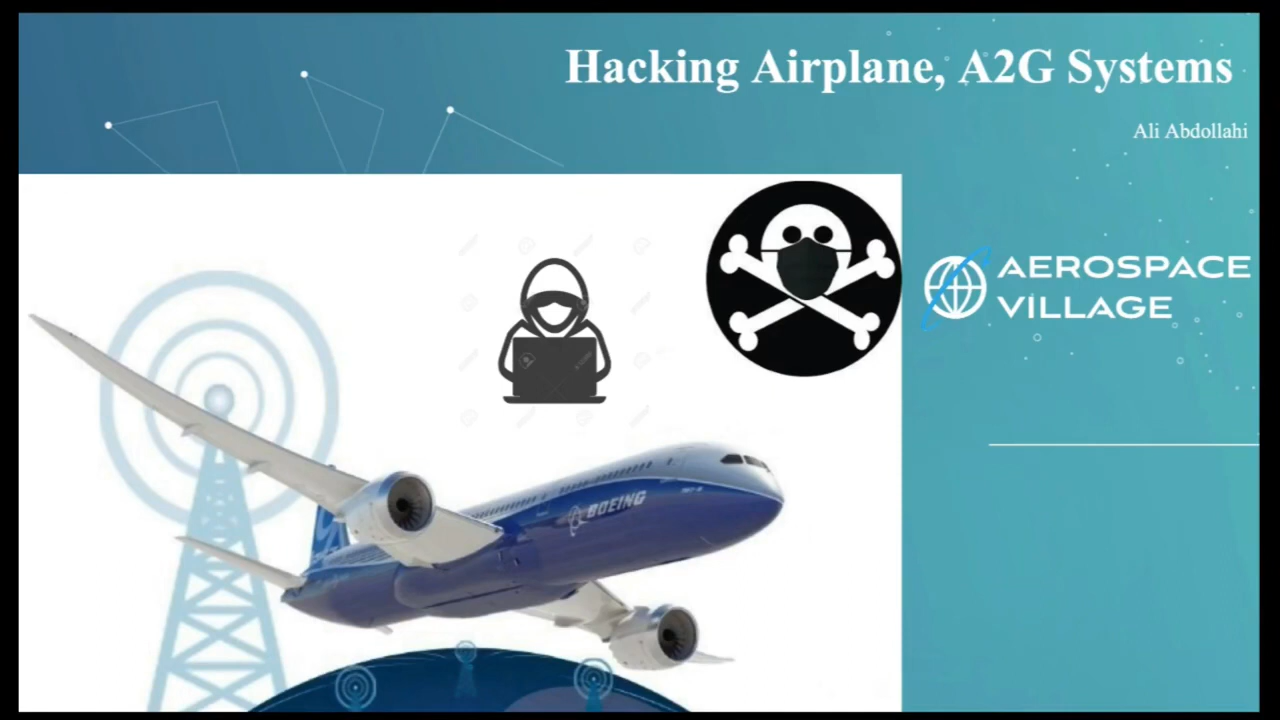 Hacking Airplane, A2G Systems
Ali Abdollahi
AEROSPACE
VILLAGE
BOEING